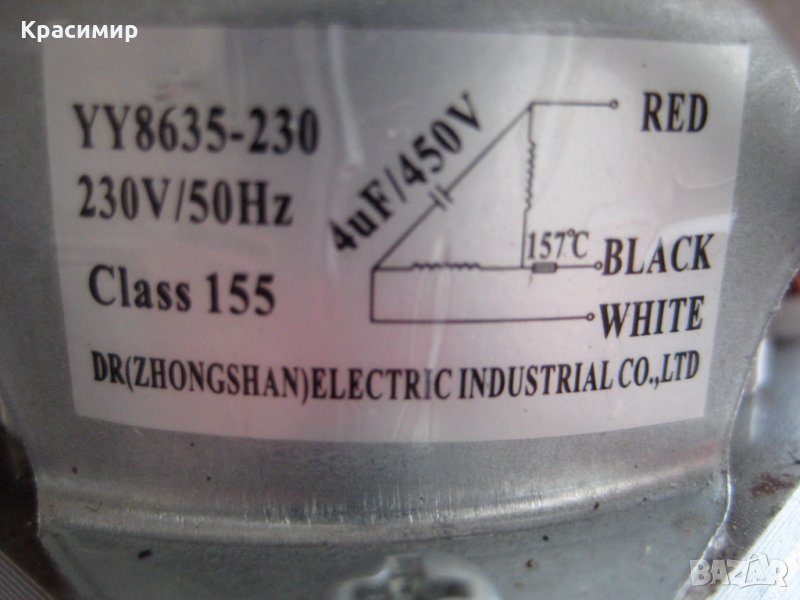 Красимир
YY8635-230
230V/50Hz
Class 155
4uF/450V
RED
157℃
BLACK
WHITE
DR(ZHONGSHAN)ELECTRIC INDUSTRIAL CO.,LTD
BAZAR